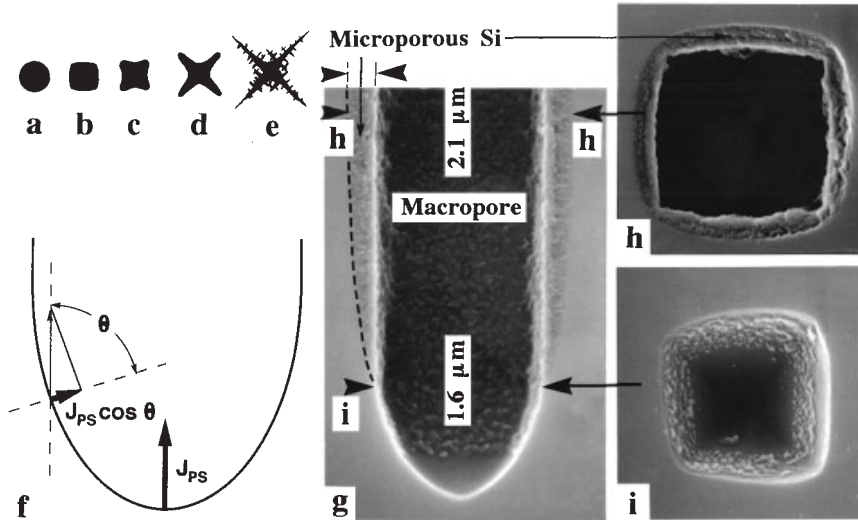 Microporous Si
a b c d e
h
h
2.1 µm
Macropore
h
θ
J_PS cos θ
1.6 µm
i
J_PS
f
g
i